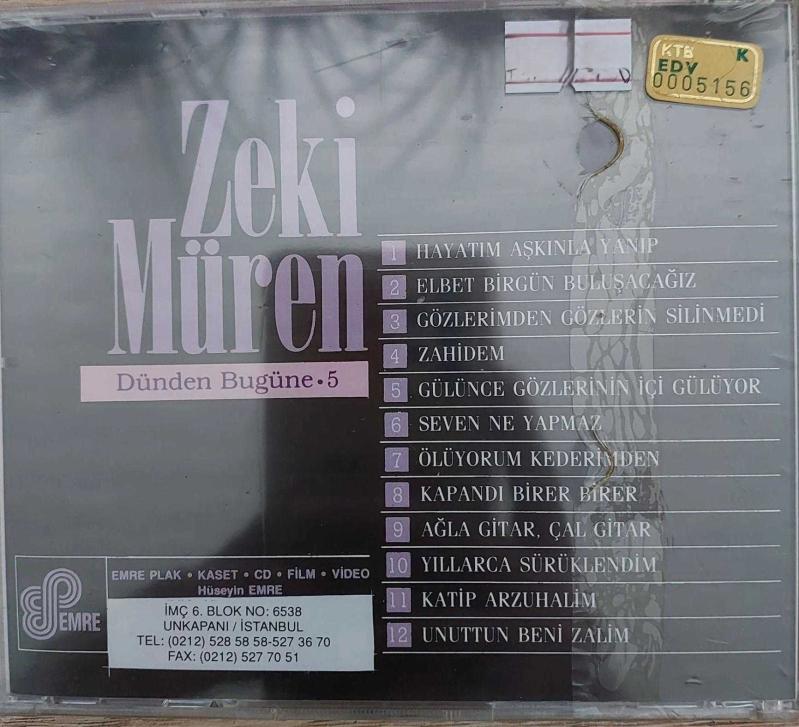 KTB K
EDV
0005156
Zeki
Müren
Dünden Bugüne • 5
1 HAYATIM AŞKINLA YANIP
2 ELBET BİRGÜN BULUŞACAĞIZ
3 GÖZLERİMDEN GÖZLERİN SİLİNMEDİ
4 ZAHİDEM
5 GÜLÜNCE GÖZLERİNİN İÇİ GÜLÜYOR
6 SEVEN NE YAPMAZ
7 ÖLÜYORUM KEDERİMDEN
8 KAPANDI BİRER BİRER
9 AĞLA GİTAR, ÇAL GİTAR
10 YILLARCA SÜRÜKLENDİM
11 KATİP ARZUHALİM
12 UNUTTUN BENİ ZALİM
EMRE
EMRE PLAK • KASET • CD • FİLM • VİDEO
Hüseyin EMRE
İMÇ 6. BLOK NO: 6538
UNKAPANI / İSTANBUL
TEL: (0212) 528 58 58-527 36 70
FAX: (0212) 527 70 51